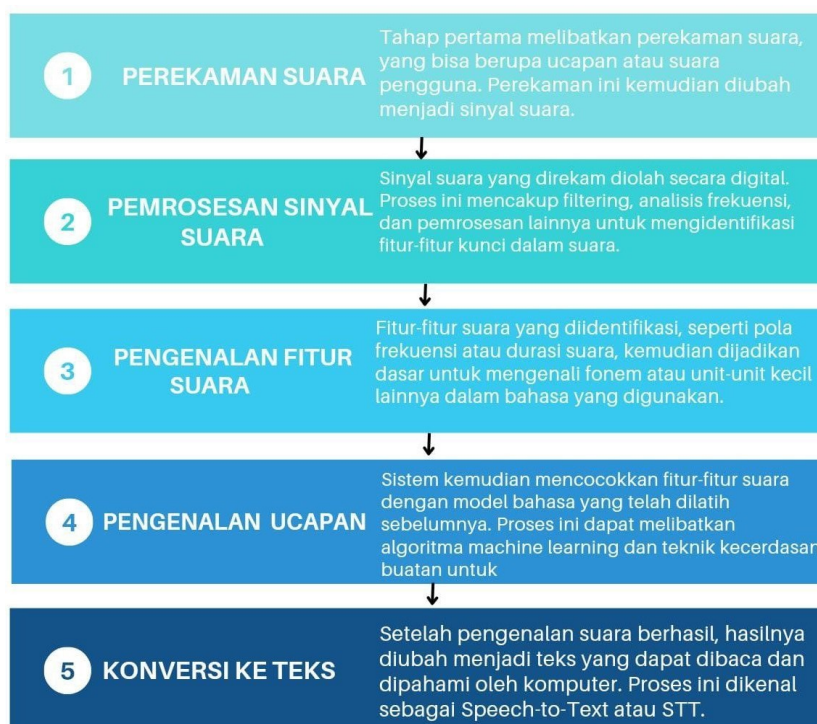 1
PEREKAMAN SUARA
Tahap pertama melibatkan perekaman suara,
yang bisa berupa ucapan atau suara
pengguna. Perekaman ini kemudian diubah
menjadi sinyal suara.
2
PEMROSESAN SINYAL
SUARA
Sinyal suara yang direkam diolah secara digital.
Proses ini mencakup filtering, analisis frekuensi,
dan pemrosesan lainnya untuk mengidentifikasi
fitur-fitur kunci dalam suara.
3
PENGENALAN FITUR
SUARA
Fitur-fitur suara yang diidentifikasi, seperti pola
frekuensi atau durasi suara, kemudian dijadikan
dasar untuk mengenali fonem atau unit-unit kecil
lainnya dalam bahasa yang digunakan.
4
PENGENALAN UCAPAN
Sistem kemudian mencocokkan fitur-fitur suara
dengan model bahasa yang telah dilatih
sebelumnya. Proses ini dapat melibatkan
algoritma machine learning dan teknik kecerdasan
buatan untuk
5
KONVERSI KE TEKS
Setelah pengenalan suara berhasil, hasilnya
diubah menjadi teks yang dapat dibaca dan
dipahami oleh komputer. Proses ini dikenal
sebagai Speech-to-Text atau STT.